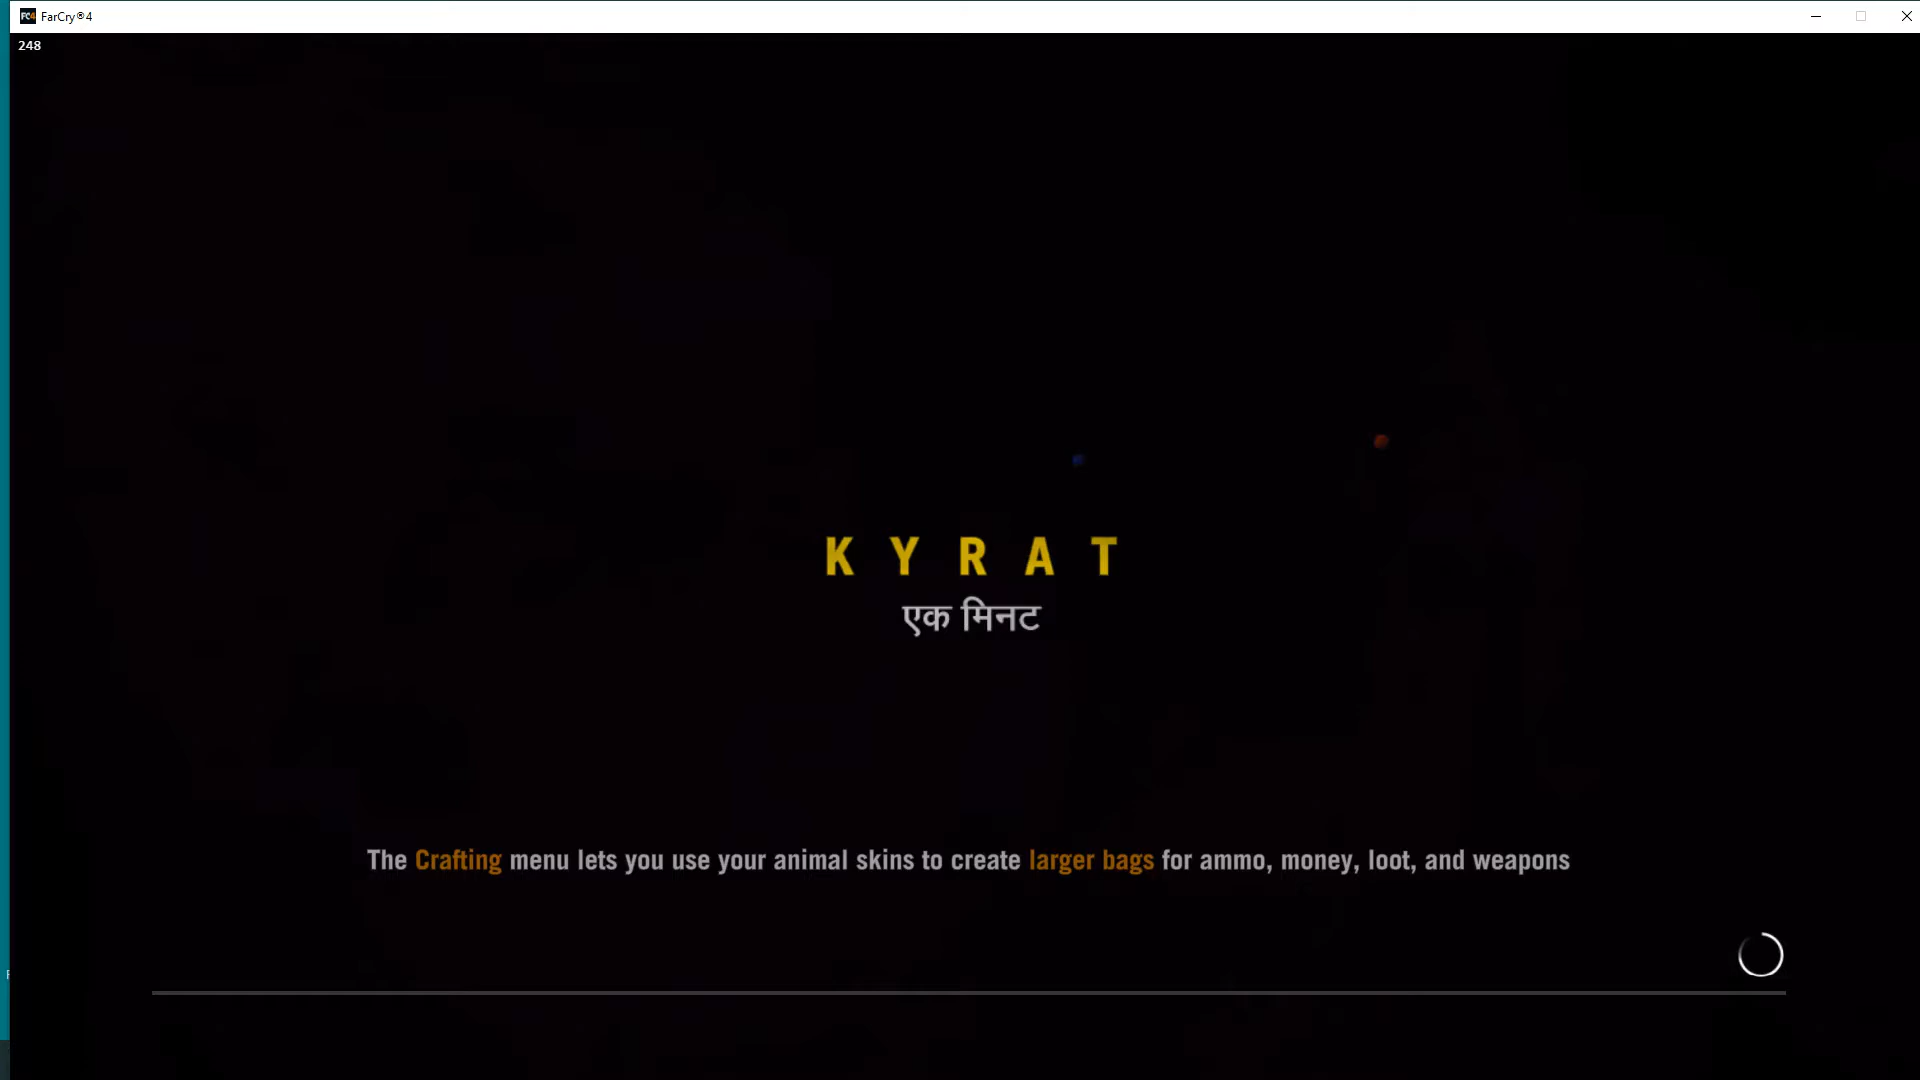 FarCry®4
248
K Y R A T
एक मिनट
The Crafting menu lets you use your animal skins to create larger bags for ammo, money, loot, and weapons